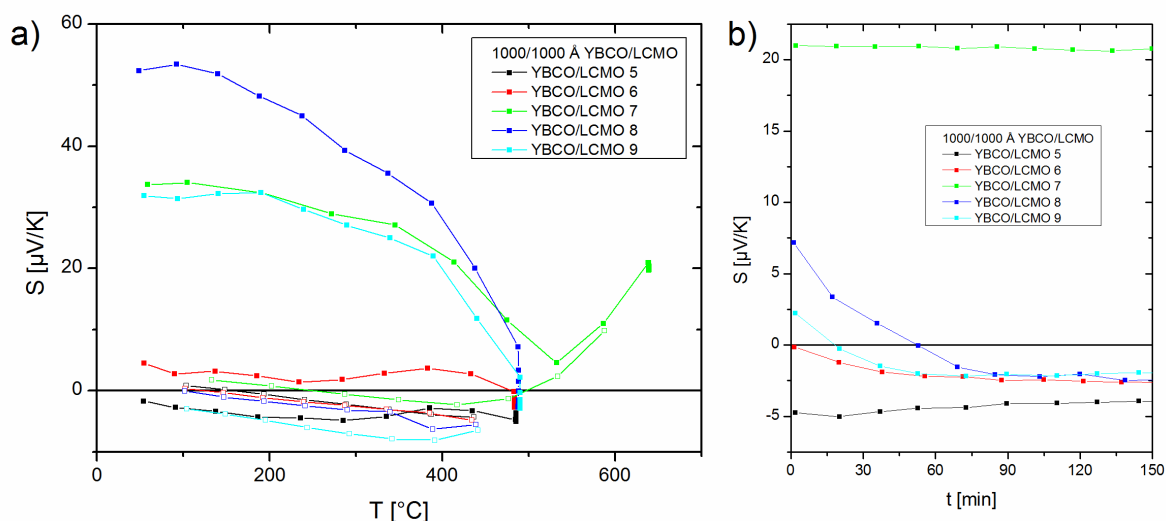 a)
60
40
20
0
S [µV/K]
0
200
400
600
T [°C]
1000/1000 Å YBCO/LCMO
YBCO/LCMO 5
YBCO/LCMO 6
YBCO/LCMO 7
YBCO/LCMO 8
YBCO/LCMO 9
b)
20
15
10
5
0
-5
S [µV/K]
0
30
60
90
120
150
t [min]
1000/1000 Å YBCO/LCMO
YBCO/LCMO 5
YBCO/LCMO 6
YBCO/LCMO 7
YBCO/LCMO 8
YBCO/LCMO 9